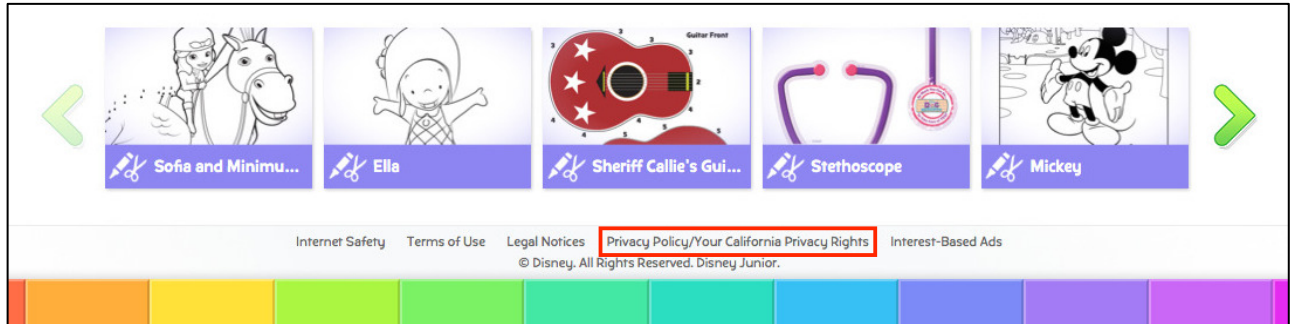 Guitar Front
Sofia and Minimu...
Ella
Sheriff Callie's Gui...
Stethoscope
Mickey
Internet Safety Terms of Use Legal Notices Privacy Policy/Your California Privacy Rights Interest-Based Ads
© Disney. All Rights Reserved. Disney Junior.